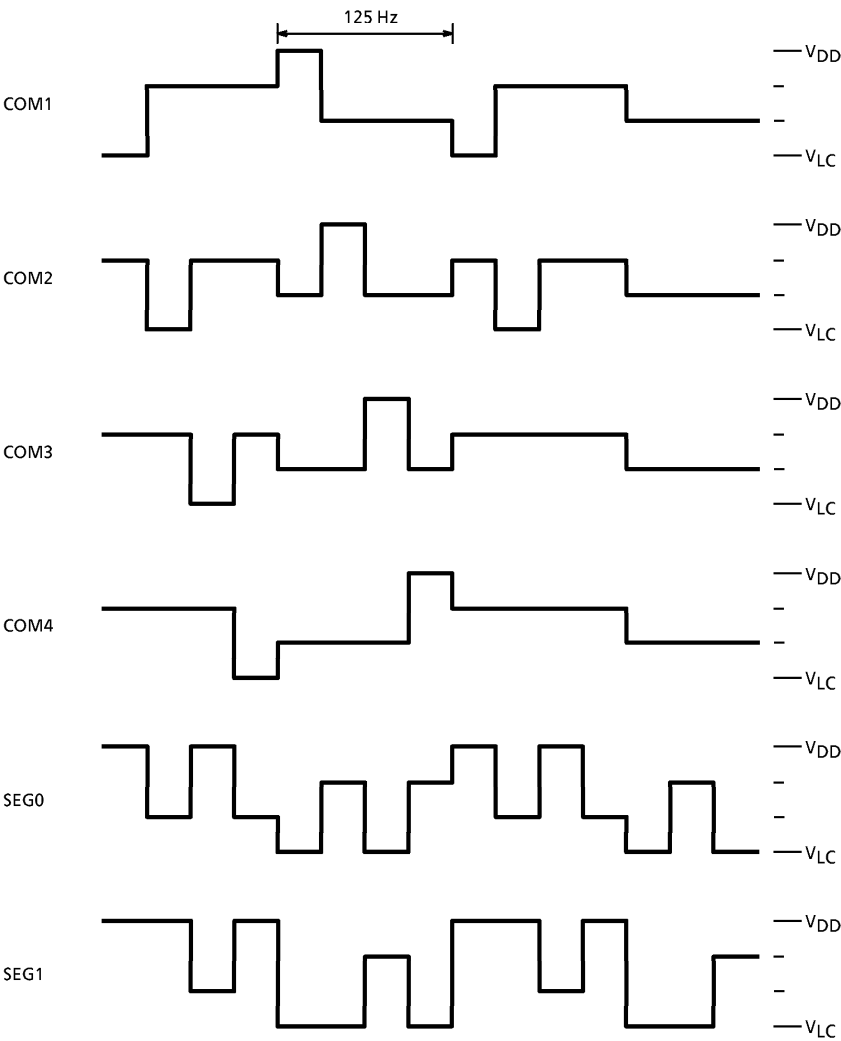 125 Hz
VDD
COM1
VLC
VDD
COM2
VLC
VDD
COM3
VLC
VDD
COM4
VLC
VDD
SEG0
VLC
VDD
SEG1
VLC